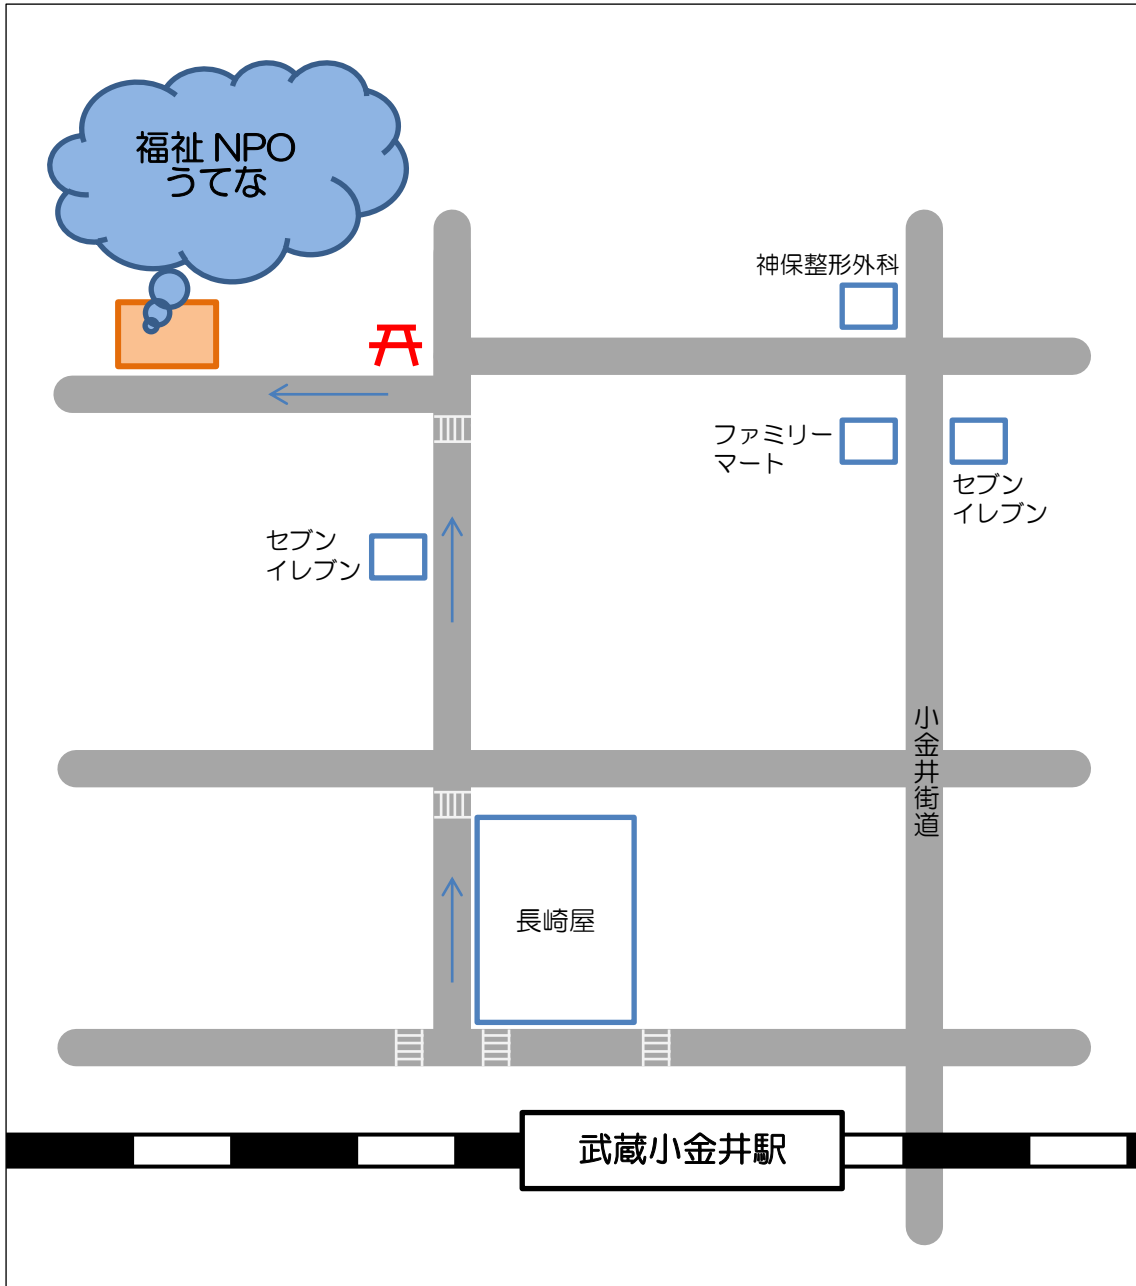 福祉 NPO
うてな
神保整形外科
ファミリー
マート
セブン
イレブン
セブン
イレブン
小金井街道
長崎屋
武蔵小金井駅